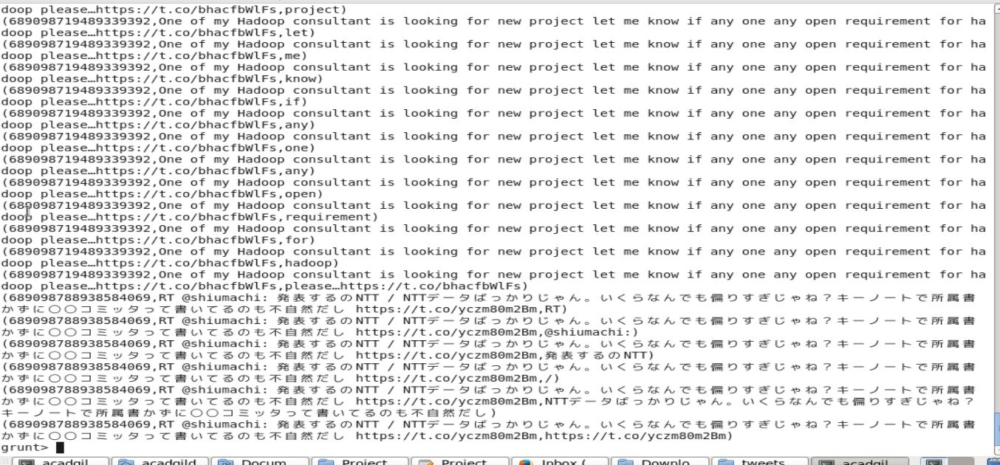 doop please…https://t.co/bhacfbWlFs,project)
(689098719489339392,One of my Hadoop consultant is looking for new project let me know if any one any open requirement for ha
doop please…https://t.co/bhacfbWlFs,let)
(689098719489339392,One of my Hadoop consultant is looking for new project let me know if any one any open requirement for ha
doop please…https://t.co/bhacfbWlFs,me)
(689098719489339392,One of my Hadoop consultant is looking for new project let me know if any one any open requirement for ha
doop please…https://t.co/bhacfbWlFs,know)
(689098719489339392,One of my Hadoop consultant is looking for new project let me know if any one any open requirement for ha
doop please…https://t.co/bhacfbWlFs,if)
(689098719489339392,One of my Hadoop consultant is looking for new project let me know if any one any open requirement for ha
doop please…https://t.co/bhacfbWlFs,any)
(689098719489339392,One of my Hadoop consultant is looking for new project let me know if any one any open requirement for ha
doop please…https://t.co/bhacfbWlFs,one)
(689098719489339392,One of my Hadoop consultant is looking for new project let me know if any one any open requirement for ha
doop please…https://t.co/bhacfbWlFs,any)
(689098719489339392,One of my Hadoop consultant is looking for new project let me know if any one any open requirement for ha
doop please…https://t.co/bhacfbWlFs,open)
(689098719489339392,One of my Hadoop consultant is looking for new project let me know if any one any open requirement for ha
doop please…https://t.co/bhacfbWlFs,requirement)
(689098719489339392,One of my Hadoop consultant is looking for new project let me know if any one any open requirement for ha
doop please…https://t.co/bhacfbWlFs,for)
(689098719489339392,One of my Hadoop consultant is looking for new project let me know if any one any open requirement for ha
doop please…https://t.co/bhacfbWlFs,hadoop)
(689098719489339392,One of my Hadoop consultant is looking for new project let me know if any one any open requirement for ha
doop please…https://t.co/bhacfbWlFs,please…https://t.co/bhacfbWlFs)
(689098788938584069,RT @shiumachi: 発表するのNTT / NTTデータばっかりじゃん。いくらなんでも偏りすぎじゃね？キーノートで所属書
かずに〇〇コミッタって書いてるのも不自然だし https://t.co/yczm80m2Bm,RT)
(689098788938584069,RT @shiumachi: 発表するのNTT / NTTデータばっかりじゃん。いくらなんでも偏りすぎじゃね？キーノートで所属書
かずに〇〇コミッタって書いてるのも不自然だし https://t.co/yczm80m2Bm,@shiumachi:)
(689098788938584069,RT @shiumachi: 発表するのNTT / NTTデータばっかりじゃん。いくらなんでも偏りすぎじゃね？キーノートで所属書
かずに〇〇コミッタって書いてるのも不自然だし https://t.co/yczm80m2Bm,発表するのNTT)
(689098788938584069,RT @shiumachi: 発表するのNTT / NTTデータばっかりじゃん。いくらなんでも偏りすぎじゃね？キーノートで所属書
かずに〇〇コミッタって書いてるのも不自然だし https://t.co/yczm80m2Bm,/)
(689098788938584069,RT @shiumachi: 発表するのNTT / NTTデータばっかりじゃん。いくらなんでも偏りすぎじゃね？キーノートで所属書
かずに〇〇コミッタって書いてるのも不自然だし https://t.co/yczm80m2Bm,NTTデータばっかりじゃん。いくらなんでも偏りすぎじゃね？
キーノートで所属書かずに〇〇コミッタって書いてるのも不自然だし)
(689098788938584069,RT @shiumachi: 発表するのNTT / NTTデータばっかりじゃん。いくらなんでも偏りすぎじゃね？キーノートで所属書
かずに〇〇コミッタって書いてるのも不自然だし https://t.co/yczm80m2Bm,https://t.co/yczm80m2Bm)
grunt>
acadgil acadgild Docum Project Project Inbox ( Downlo tweets acadgil